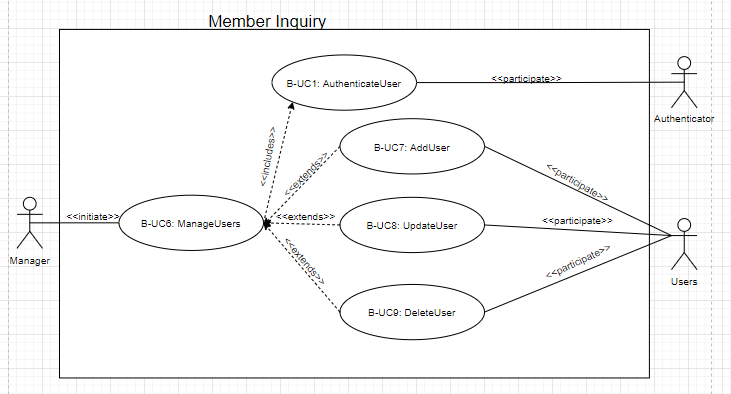 Member Inquiry
B-UC1: AuthenticateUser
<<participate>>
Authenticator
<<includes>>
B-UC7: AddUser
<<extends>>
<<participate>>
<<initiate>>
B-UC6: ManageUsers
<<extends>>
B-UC8: UpdateUser
<<participate>>
Manager
<<extends>>
<<participate>>
Users
B-UC9: DeleteUser